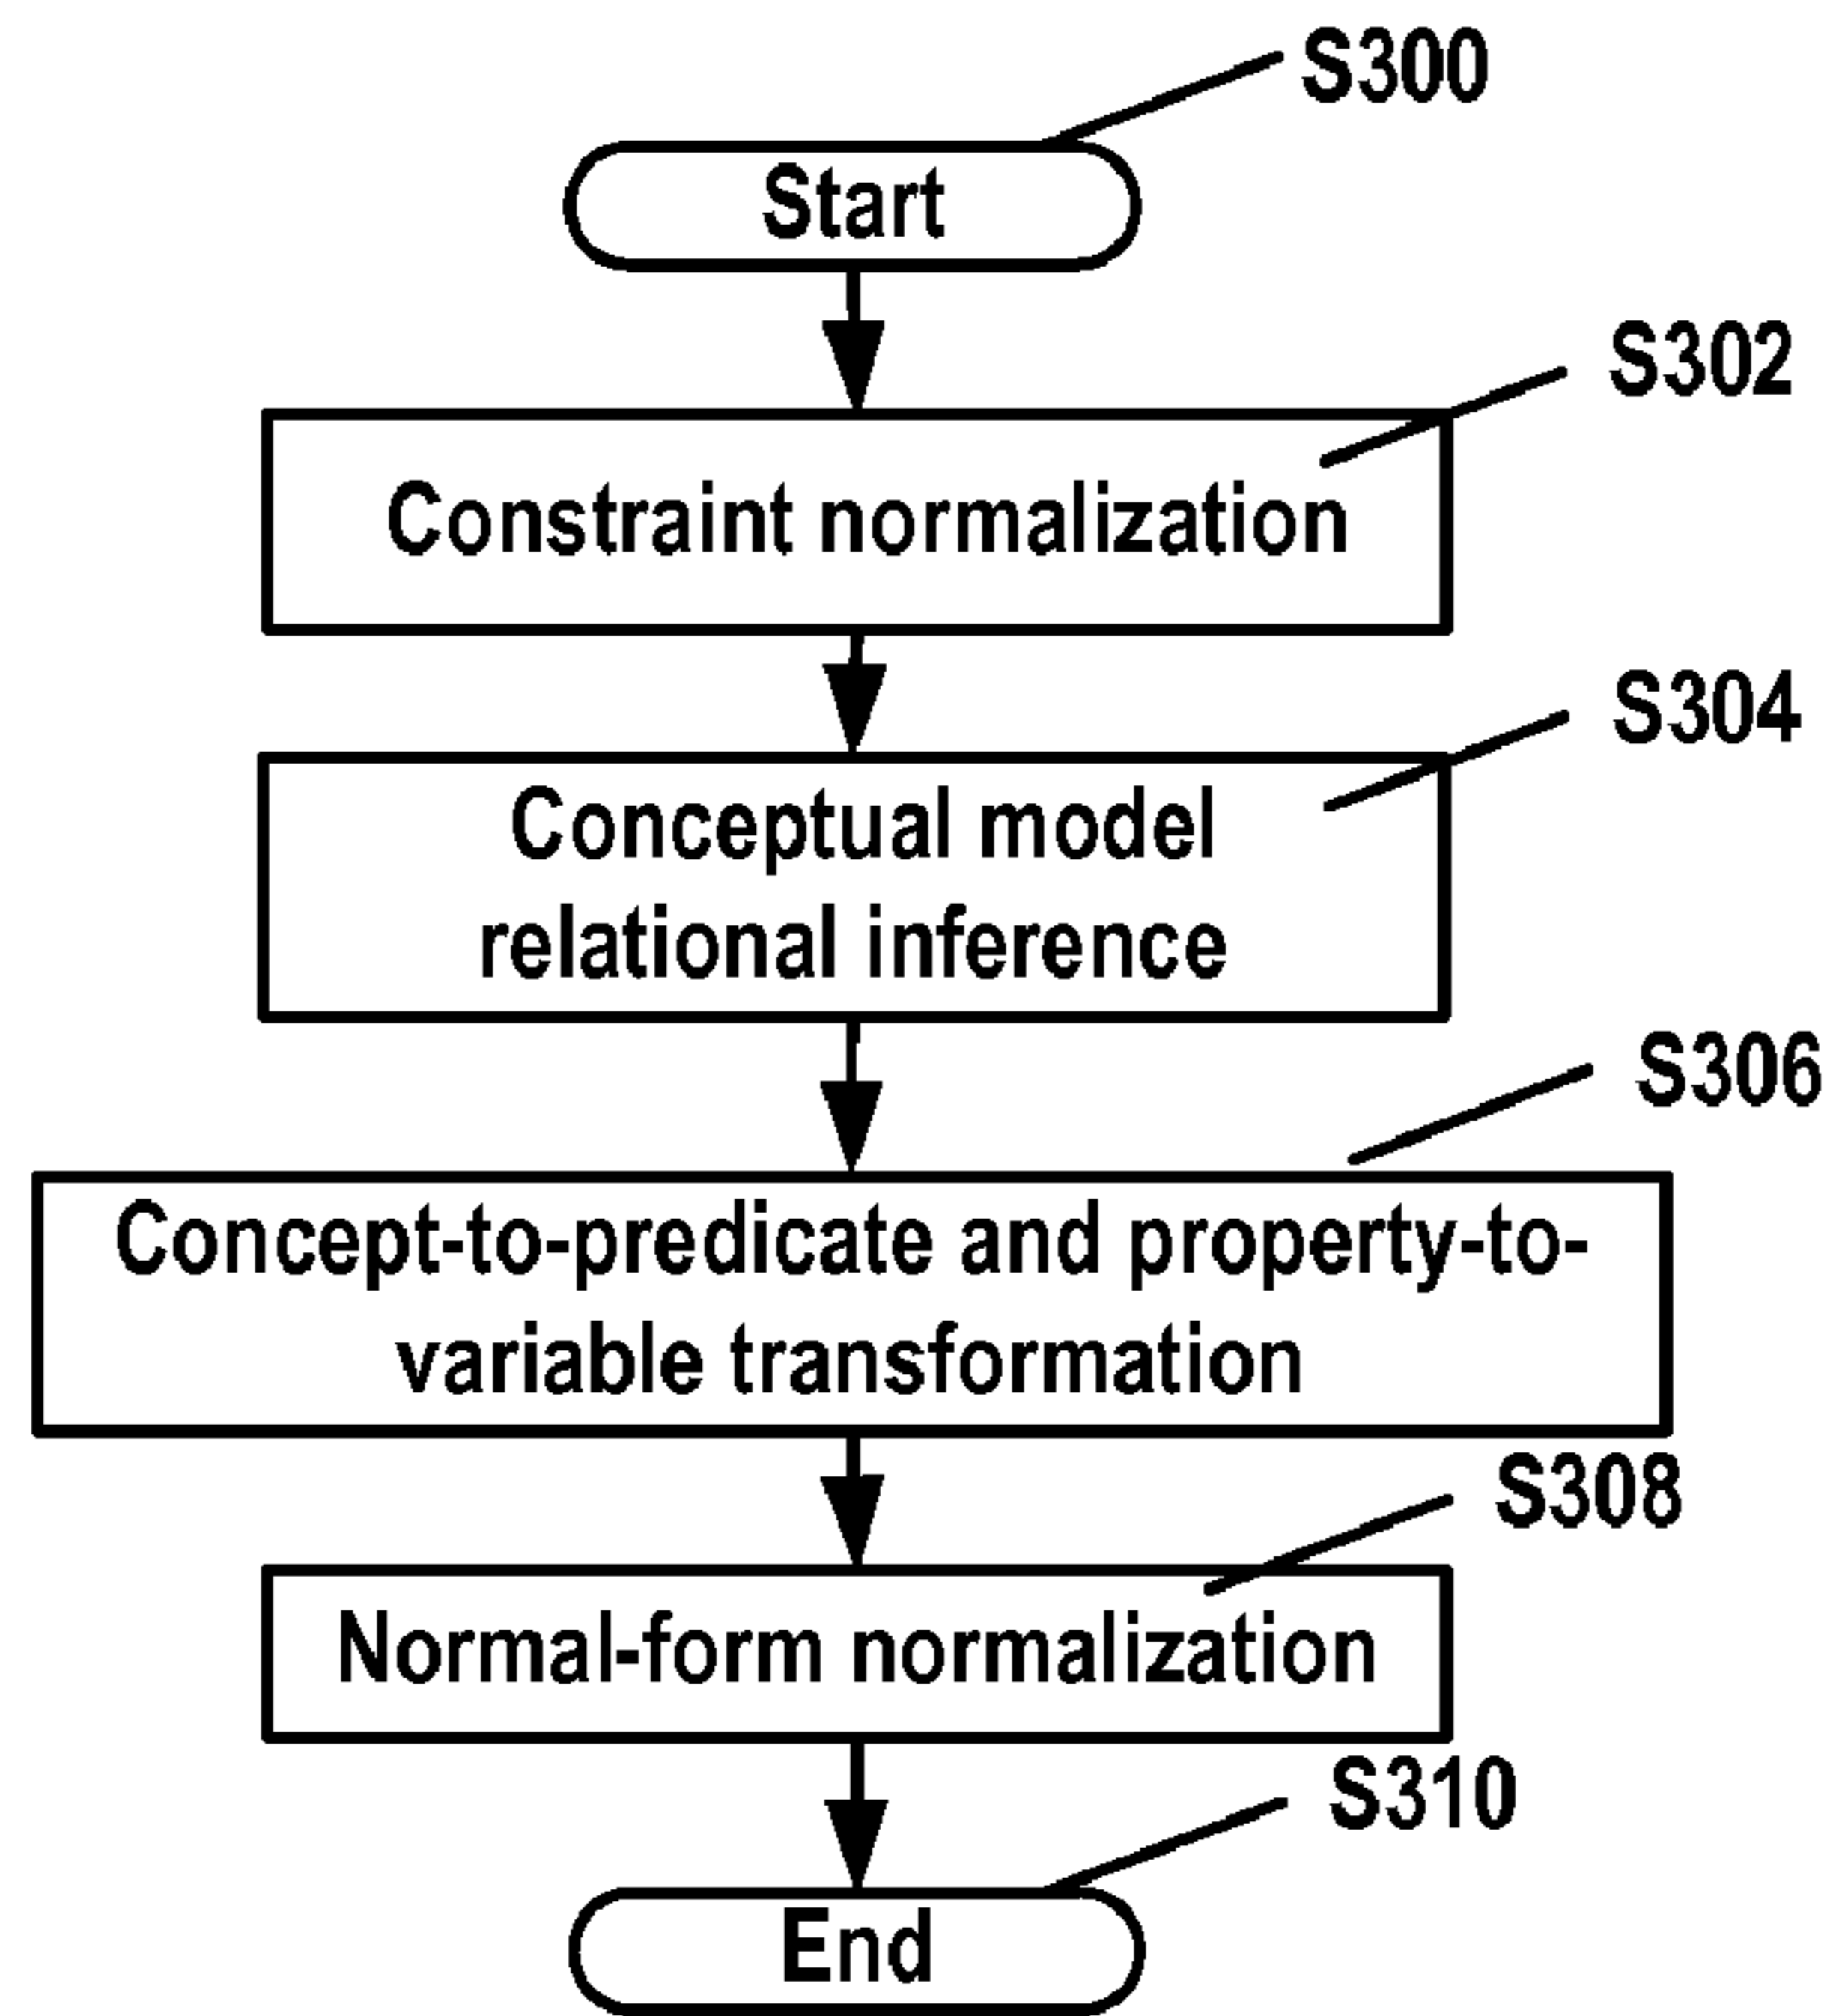 S300
Start
S302
Constraint normalization
S304
Conceptual model
relational inference
S306
Concept-to-predicate and property-to-
variable transformation
S308
Normal-form normalization
S310
End